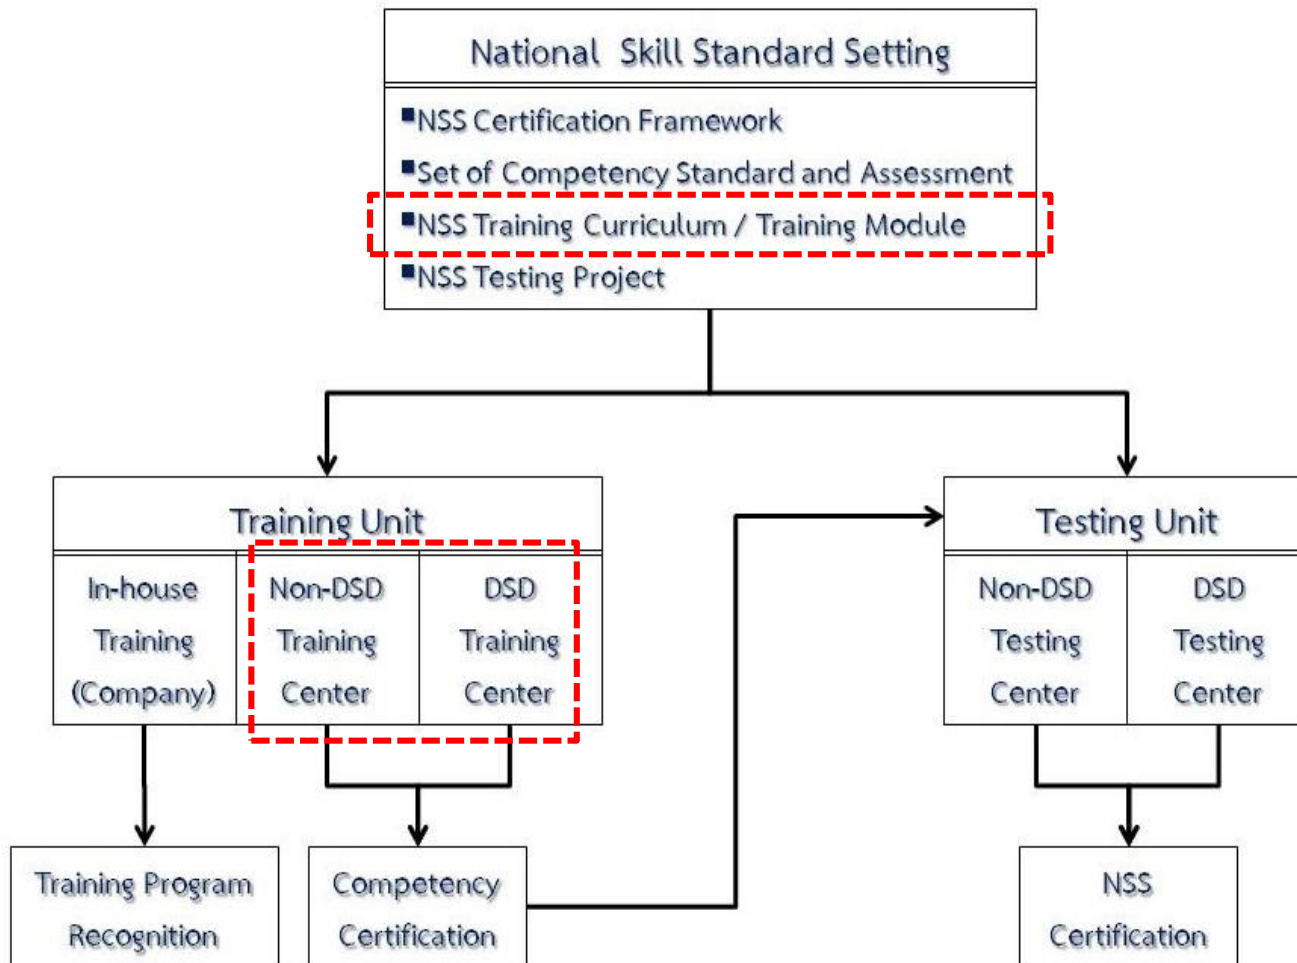 National Skill Standard Setting
▪NSS Certification Framework
▪Set of Competency Standard and Assessment
▪NSS Training Curriculum / Training Module
▪NSS Testing Project
Training Unit
In-house
Training
(Company)
Non-DSD
Training
Center
DSD
Training
Center
Testing Unit
Non-DSD
Testing
Center
DSD
Testing
Center
Training Program
Recognition
Competency
Certification
NSS
Certification